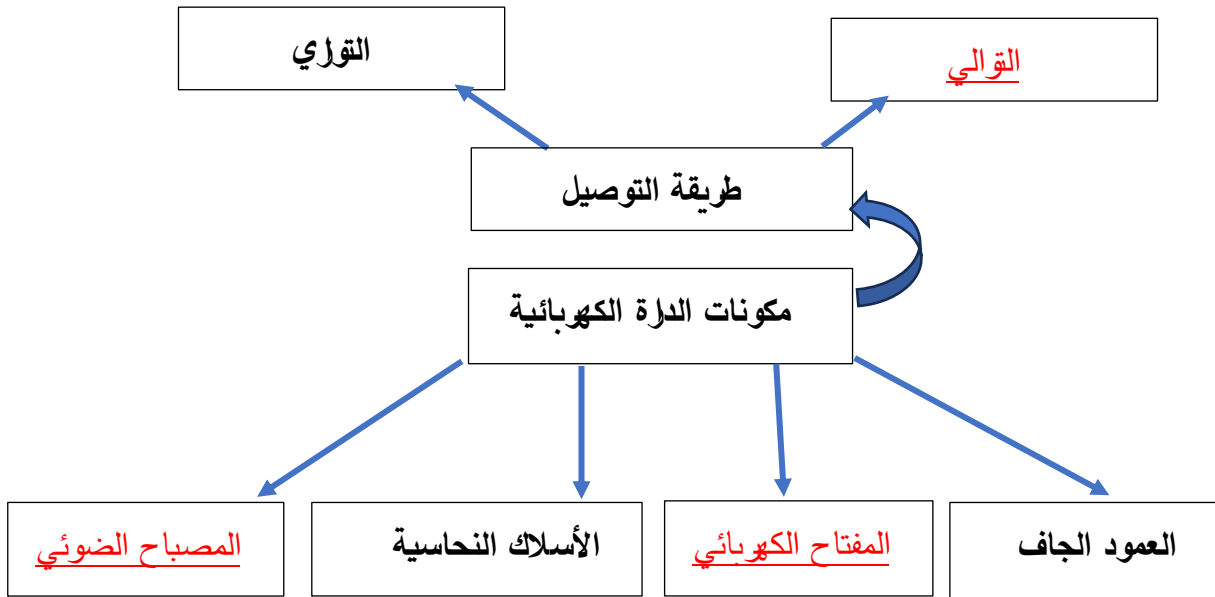 التوالي
التوازي
طريقة التوصيل
مكونات الدارة الكهربائية
العمود الجاف
المفتاح الكهربائي
الأسلاك النحاسية
المصباح الضوئي